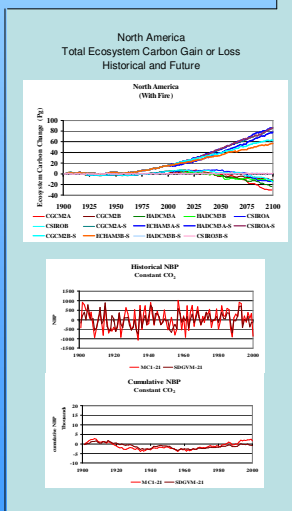 North America
Total Ecosystem Carbon Gain or Loss
Historical and Future
North America
(With Fire)
Ecosystem Carbon Change (Pg)
100
80
60
40
20
0
-20
-40
1900 1925 1950 1975 2000 2025 2050 2075 2100
CGCM2A CGCM2B HADCM3A HADCM3B CSIROA
CSIROB CGCM2A-S ECHAM3A-S HADCM3A-S CSIROA-S
CGCM2B-S ECHAM3B-S HADCM3B-S CSIRO3B-S
Historical NBP
Constant CO₂
NBP
1500
1000
500
0
-500
-1000
-1500
1900 1920 1940 1960 1980 2000
MC1-21 SDGVM-21
Cumulative NBP
Constant CO₂
cumulative NBP
Thousands
20
15
10
5
0
-5
-10
1900 1920 1940 1960 1980 2000
MC1-21 SDGVM-21